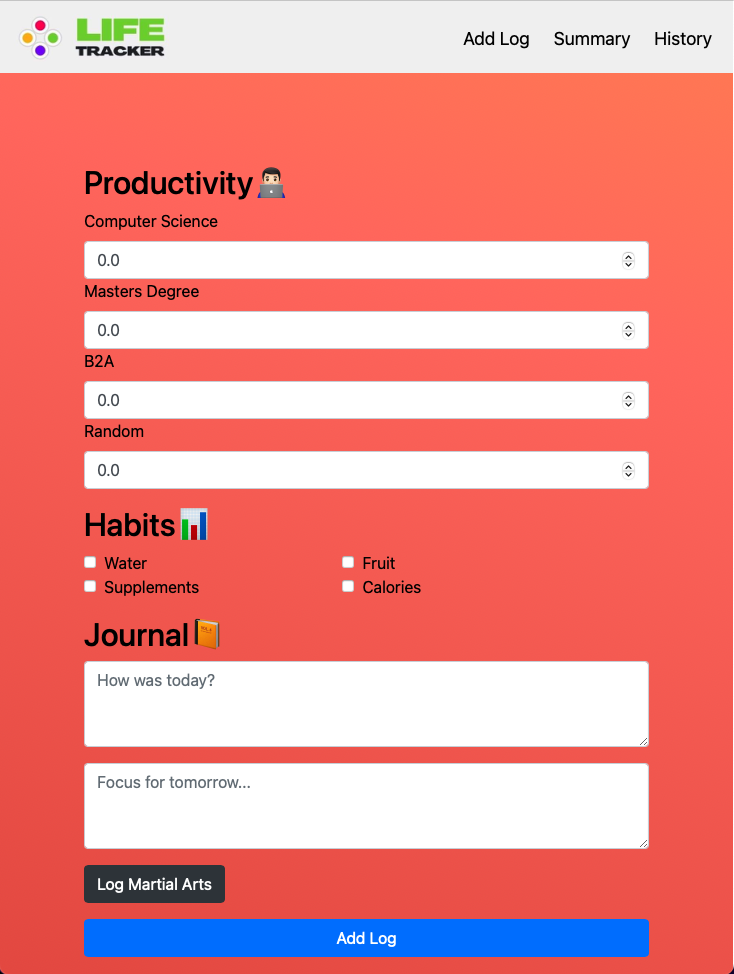 LIFE
TRACKER
Add Log Summary History
Productivity
Computer Science
0.0
Masters Degree
0.0
B2A
0.0
Random
0.0
Habits
Water Fruit
Supplements Calories
Journal
How was today?
Focus for tomorrow...
Log Martial Arts
Add Log